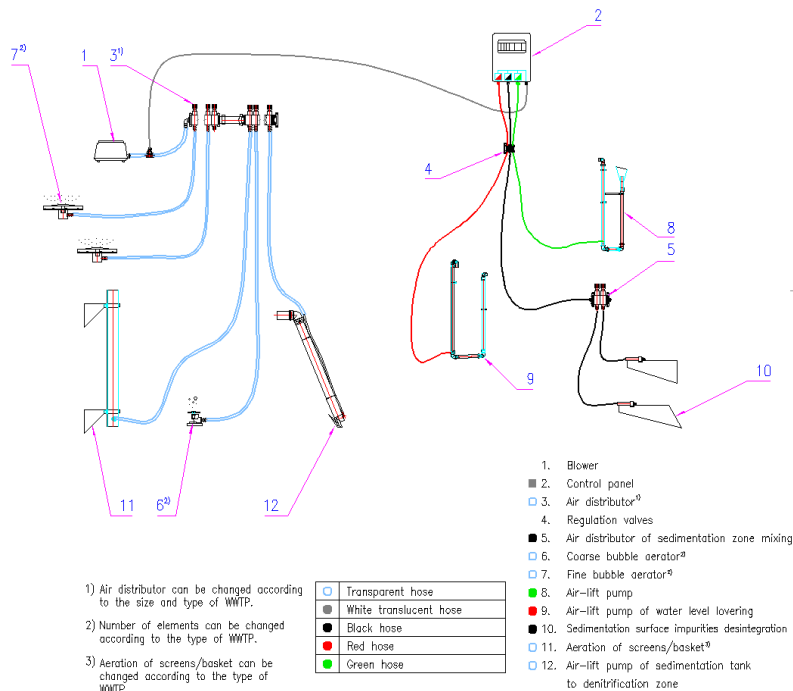 2
7²⁾
1
3¹⁾
4
8
5
9
10
11
6²⁾
12
1. Blower
2. Control panel
3. Air distributor¹⁾
4. Regulation valves
5. Air distributor of sedimentation zone mixing
6. Coarse bubble aerator²⁾
7. Fine bubble aerator²⁾
8. Air-lift pump
9. Air-lift pump of water level lovering
10. Sedimentation surface impurities desintegration
11. Aeration of screens/basket³⁾
12. Air-lift pump of sedimentation tank
to denitrification zone
1) Air distributor can be changed according
to the size and type of WWTP.
2) Number of elements can be changed
according to the type of WWTP.
3) Aeration of screens/basket can be
changed according to the type of
WWTP
Transparent hose
White translucent hose
Black hose
Red hose
Green hose